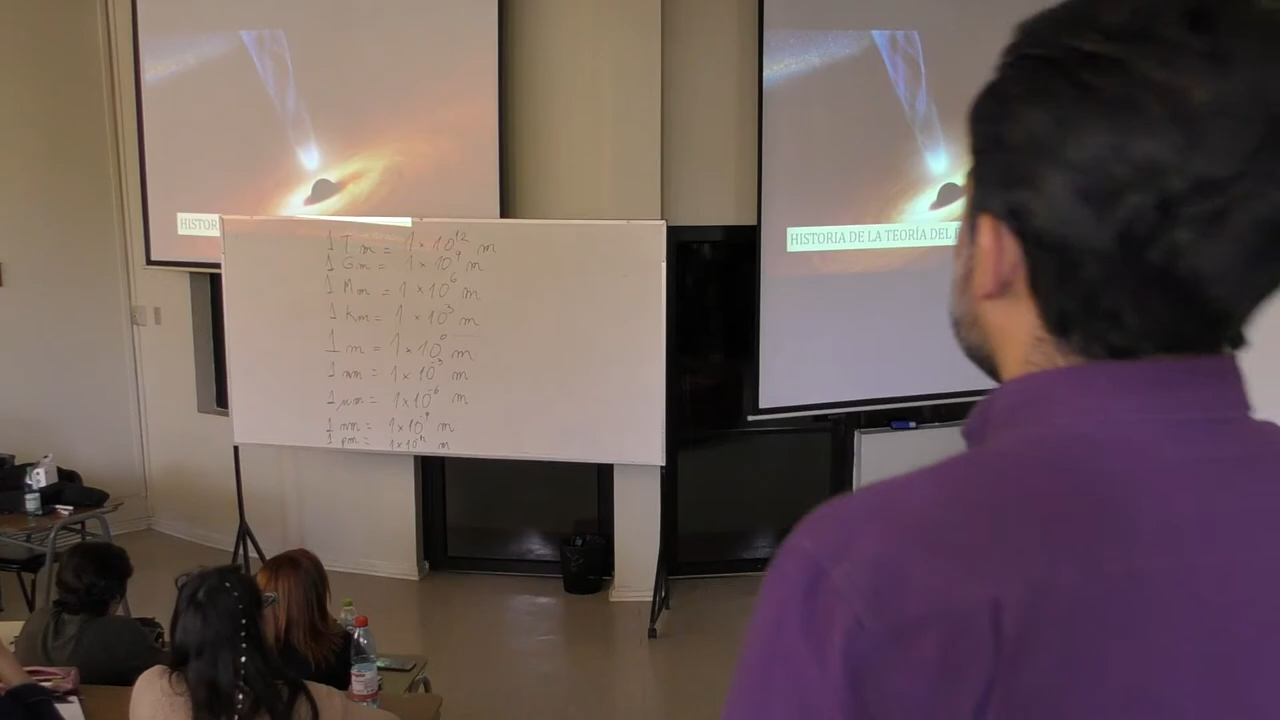 HISTOR
HISTORIA DE LA TEORÍA DEL
1 Tm = 1 × 10¹² m
1 Gm = 1 × 10⁹ m
1 Mm = 1 × 10⁶ m
1 Km = 1 × 10³ m
1 m = 1 × 10⁰ m
1 mm = 1 × 10⁻³ m
1 μm = 1 × 10⁻⁶ m
1 nm = 1 × 10⁻⁹ m
1 pm = 1 × 10⁻¹² m